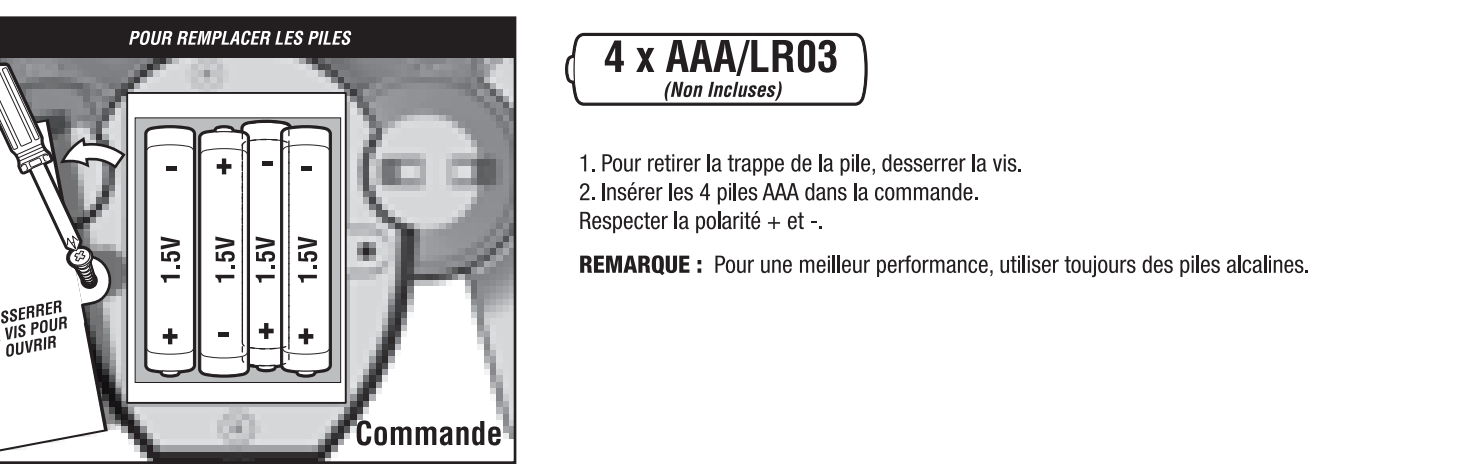 POUR REMPLACER LES PILES
- + - -
1.5V 1.5V 1.5V 1.5V
+ - + +
VIS POUR
OUVRIR
Commande
4 x AAA/LR03
(Non Incluses)
1. Pour retirer la trappe de la pile, desserrer la vis.
2. Insérer les 4 piles AAA dans la commande.
Respecter la polarité + et -.
REMARQUE : Pour une meilleur performance, utiliser toujours des piles alcalines.